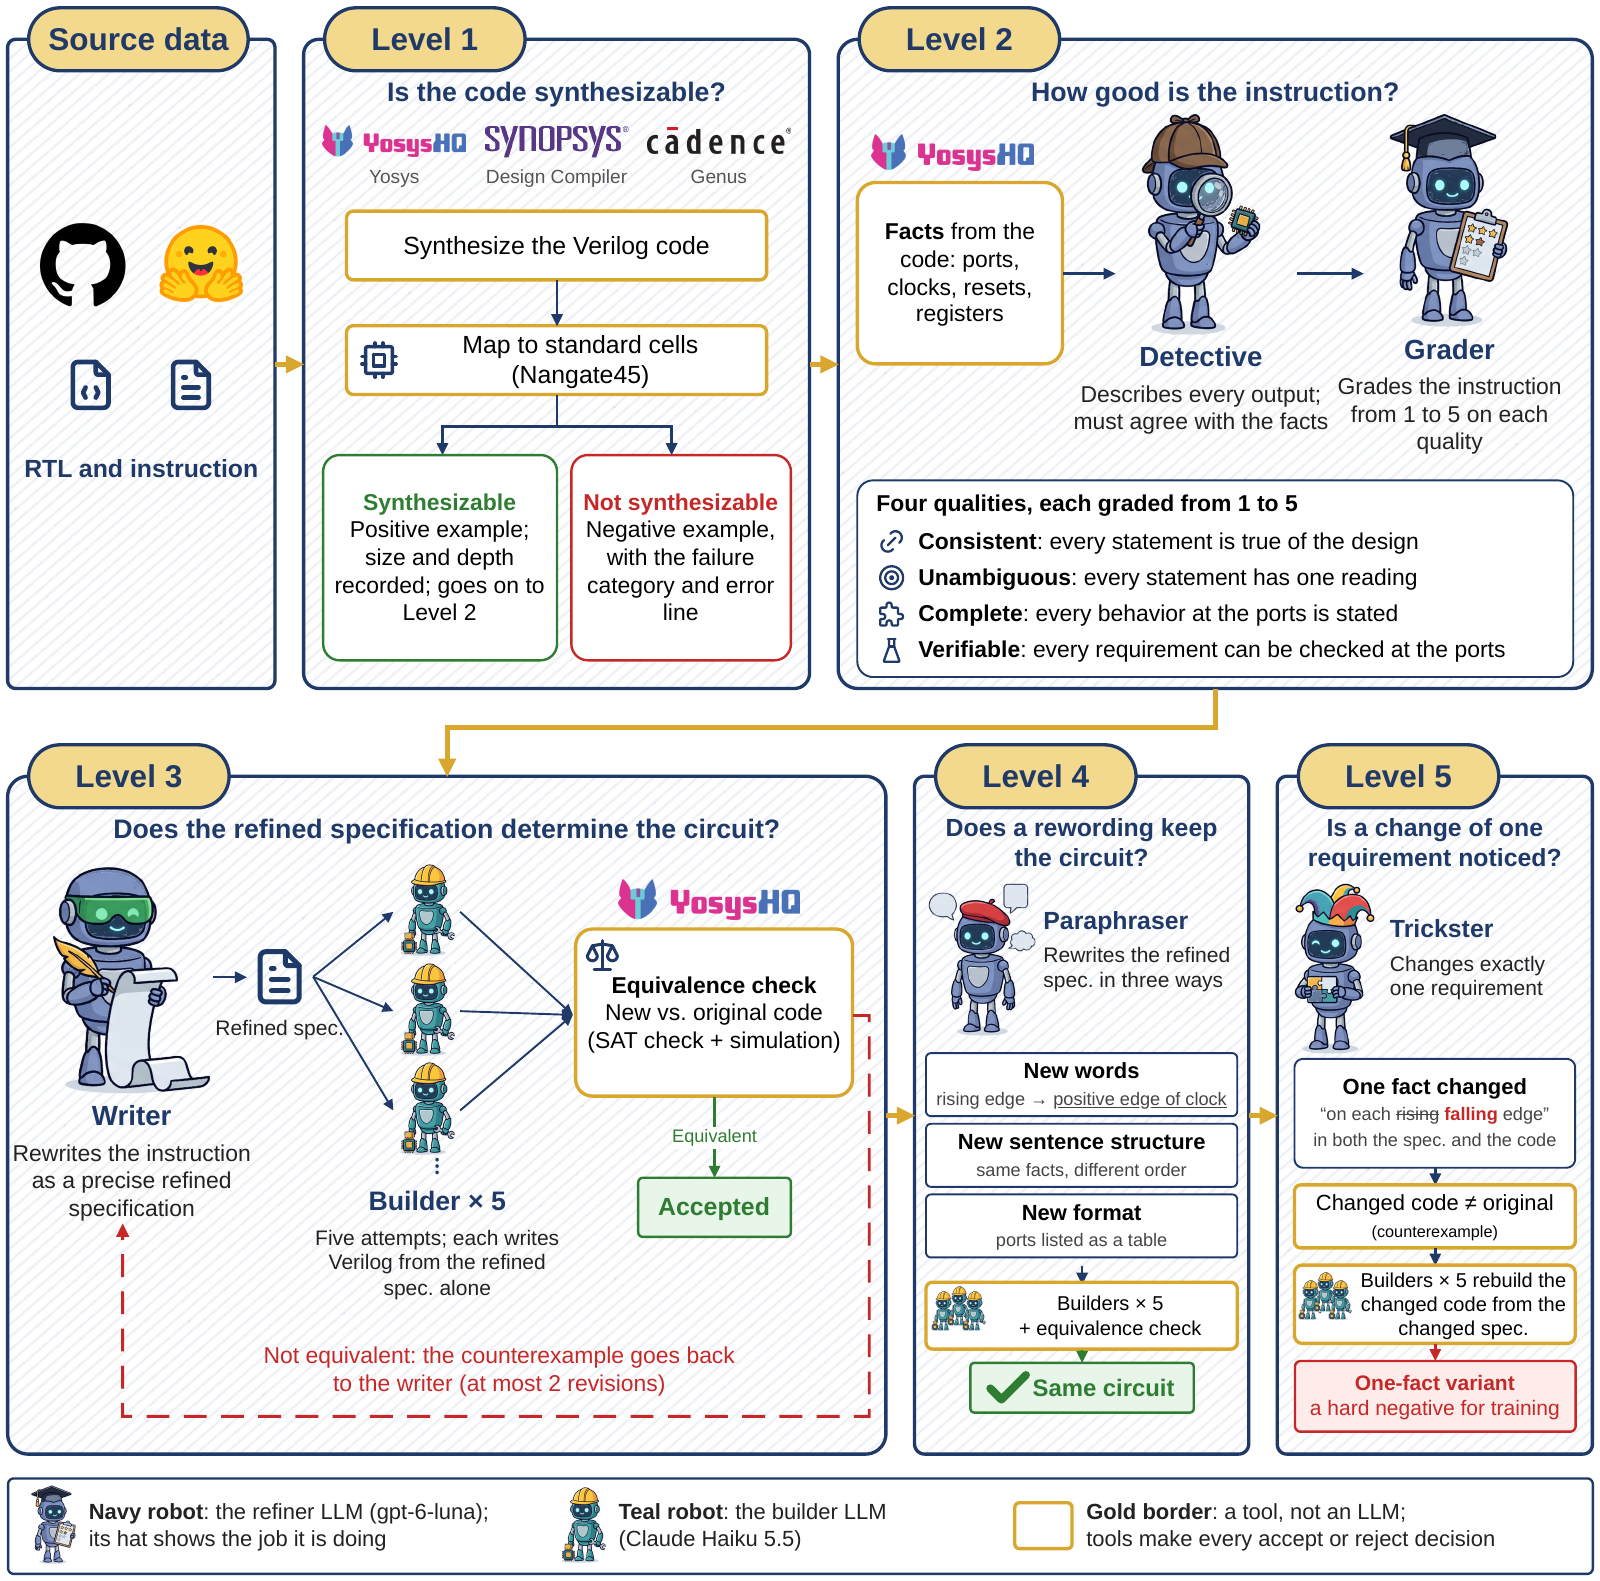 Source data
RTL and instruction
Level 1
Is the code synthesizable?
YosysHQ
SYNOPSYS®
cādence®
Yosys
Design Compiler
Genus
Synthesize the Verilog code
Map to standard cells
(Nangate45)
Synthesizable
Positive example;
size and depth
recorded; goes on to
Level 2
Not synthesizable
Negative example,
with the failure
category and error
line
Level 2
How good is the instruction?
YosysHQ
Facts from the
code: ports,
clocks, resets,
registers
Detective
Describes every output;
must agree with the facts
Grader
Grades the instruction
from 1 to 5 on each
quality
Four qualities, each graded from 1 to 5
Consistent: every statement is true of the design
Unambiguous: every statement has one reading
Complete: every behavior at the ports is stated
Verifiable: every requirement can be checked at the ports
Level 3
Does the refined specification determine the circuit?
Writer
Rewrites the instruction
as a precise refined
specification
Refined spec.
Builder × 5
Five attempts; each writes
Verilog from the refined
spec. alone
YosysHQ
Equivalence check
New vs. original code
(SAT check + simulation)
Equivalent
Accepted
Not equivalent: the counterexample goes back
to the writer (at most 2 revisions)
Level 4
Does a rewording keep
the circuit?
Paraphraser
Rewrites the refined
spec. in three ways
New words
rising edge → positive edge of clock
New sentence structure
same facts, different order
New format
ports listed as a table
Builders × 5
+ equivalence check
Same circuit
Level 5
Is a change of one
requirement noticed?
Trickster
Changes exactly
one requirement
One fact changed
“on each rising falling edge”
in both the spec. and the code
Changed code ≠ original
(counterexample)
Builders × 5 rebuild the
changed code from the
changed spec.
One-fact variant
a hard negative for training
Navy robot: the refiner LLM (gpt-6-luna);
its hat shows the job it is doing
Teal robot: the builder LLM
(Claude Haiku 5.5)
Gold border: a tool, not an LLM;
tools make every accept or reject decision